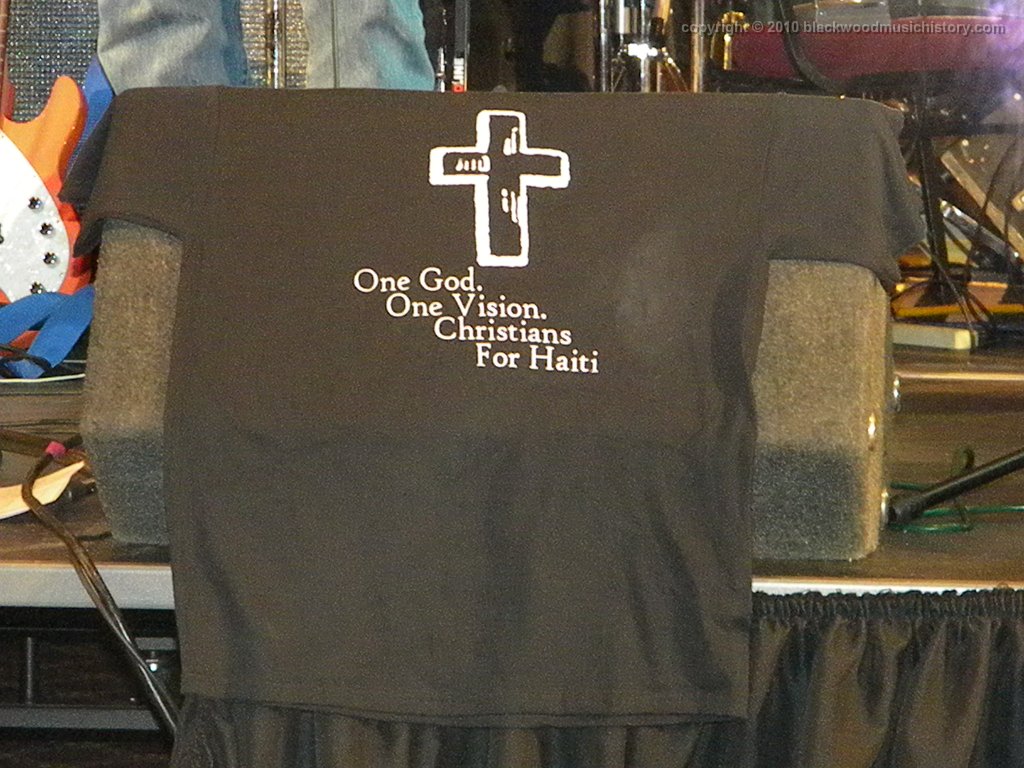 copyright © 2010 blackwoodmusichistory.com
One God.
One Vision.
Christians
For Haiti